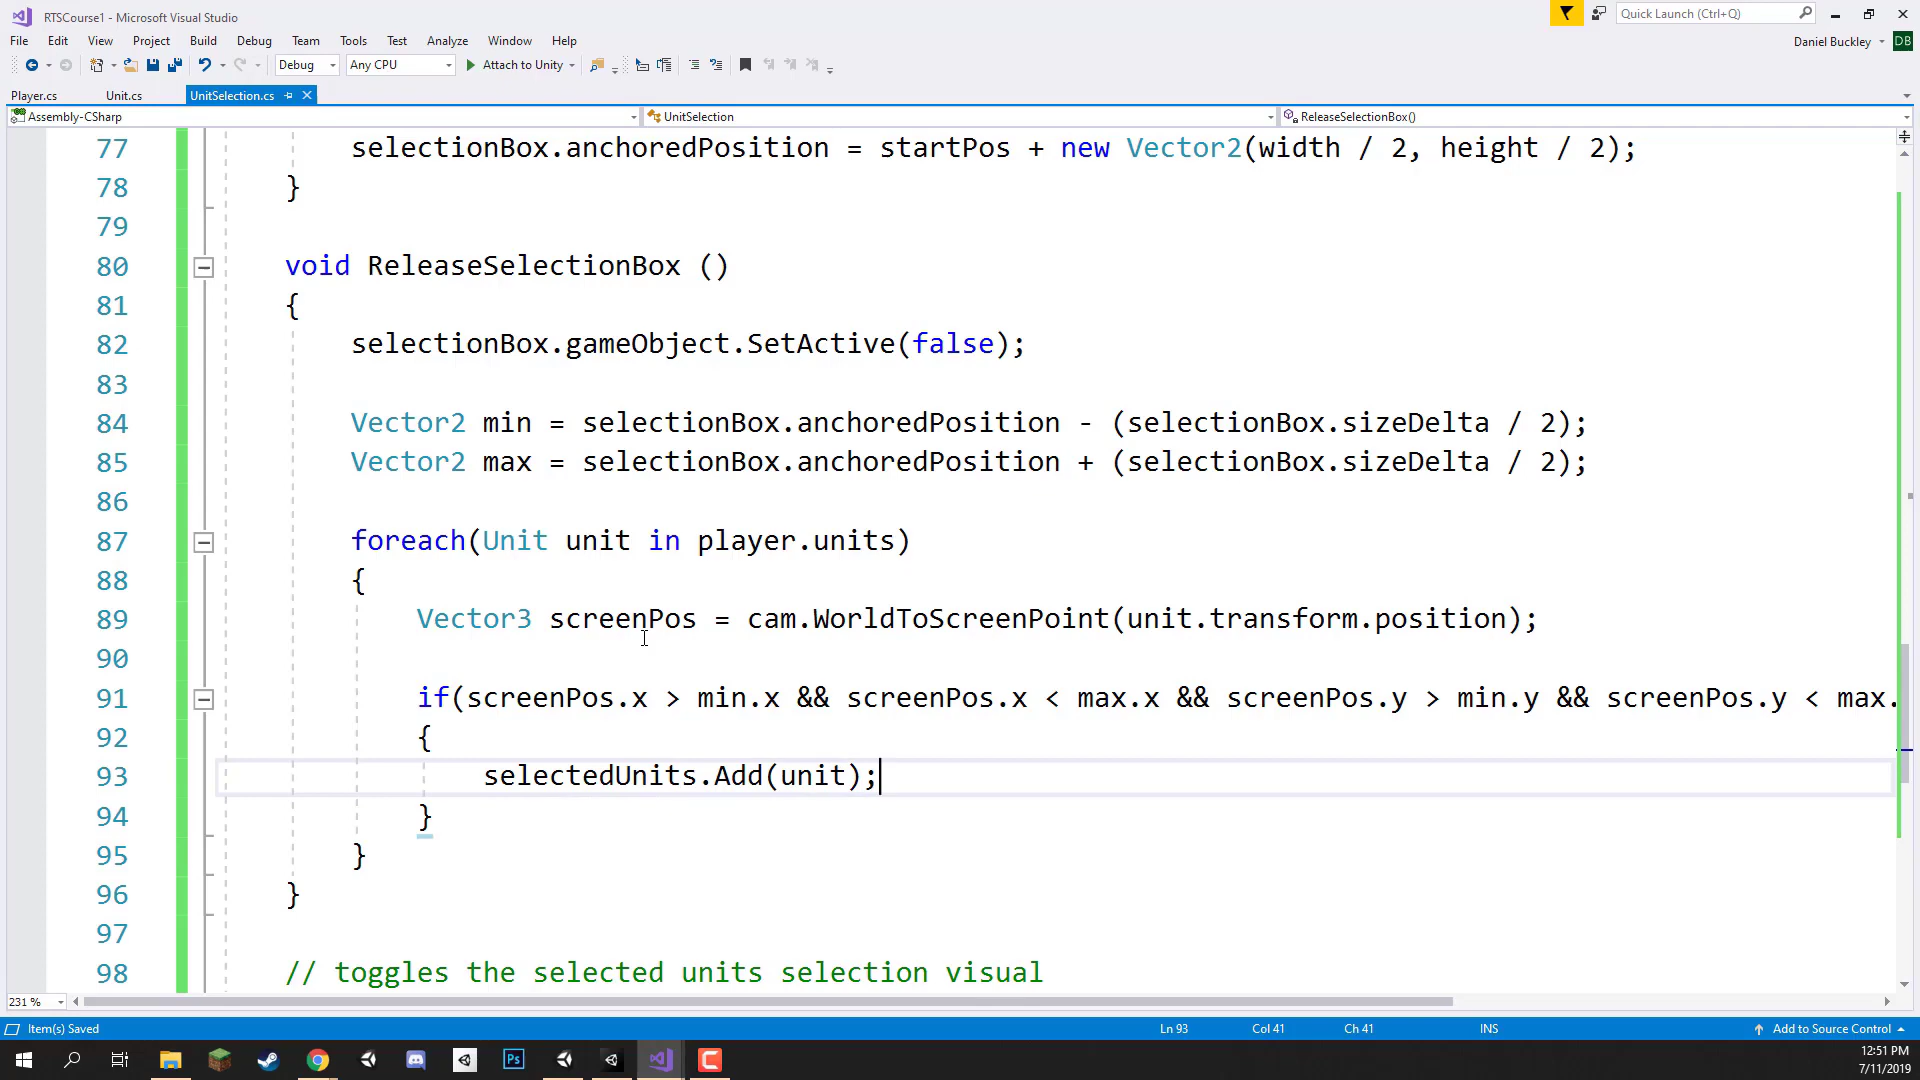 RTSCourse1 - Microsoft Visual Studio
Quick Launch (Ctrl+Q)
File Edit View Project Build Debug Team Tools Test Analyze Window Help
Daniel Buckley DB
Debug Any CPU Attach to Unity
Player.cs Unit.cs UnitSelection.cs
Assembly-CSharp UnitSelection ReleaseSelectionBox()
77 selectionBox.anchoredPosition = startPos + new Vector2(width / 2, height / 2);
78 }
79
80 void ReleaseSelectionBox ()
81 {
82 selectionBox.gameObject.SetActive(false);
83
84 Vector2 min = selectionBox.anchoredPosition - (selectionBox.sizeDelta / 2);
85 Vector2 max = selectionBox.anchoredPosition + (selectionBox.sizeDelta / 2);
86
87 foreach(Unit unit in player.units)
88 {
89 Vector3 screenPos = cam.WorldToScreenPoint(unit.transform.position);
90
91 if(screenPos.x > min.x && screenPos.x < max.x && screenPos.y > min.y && screenPos.y < max.
92 {
93 selectedUnits.Add(unit);
94 }
95 }
96 }
97
98 // toggles the selected units selection visual
231 %
Item(s) Saved Ln 93 Col 41 Ch 41 INS Add to Source Control
Ps
12:51 PM
7/11/2019